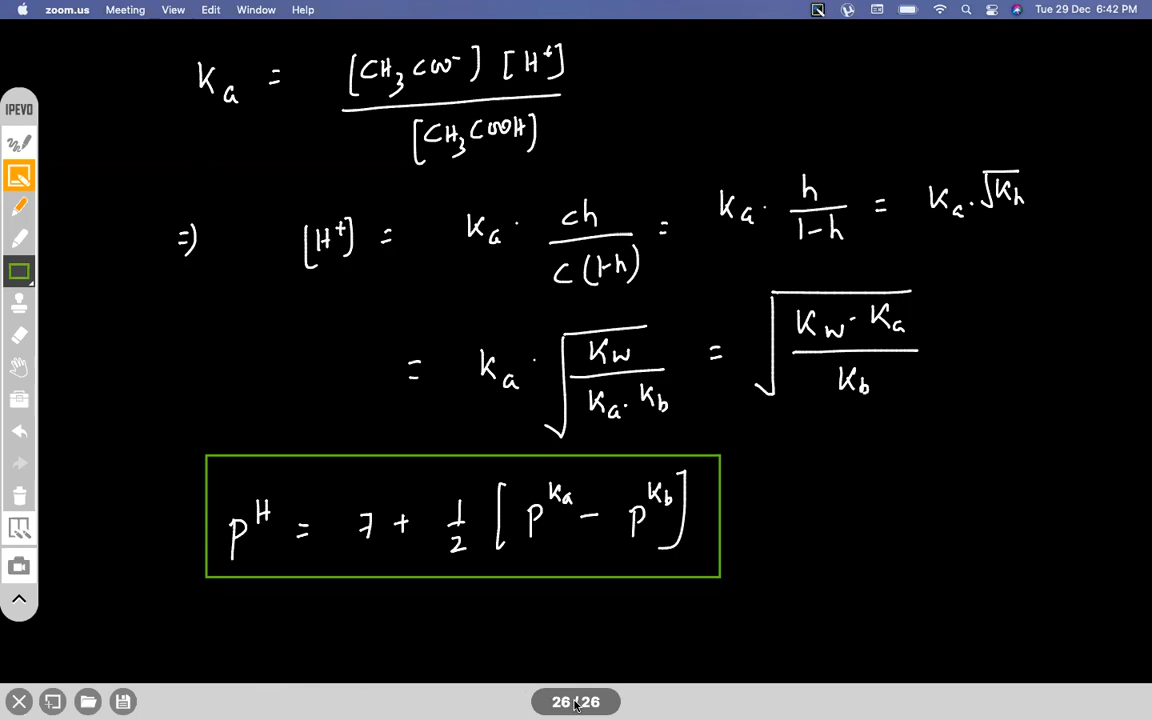 zoom.us Meeting View Edit Window Help Tue 29 Dec 6:42 PM
IPEVO
Ka = [CH3COO-] [H+] / [CH3COOH]
=) [H+] = Ka · ch / c(1-h) = Ka · h / 1-h = Ka · √Kh
= Ka · √(Kw / Ka · Kb) = √(Kw · Ka / Kb)
pH = 7 + 1/2 [pKa - pKb]
26/26